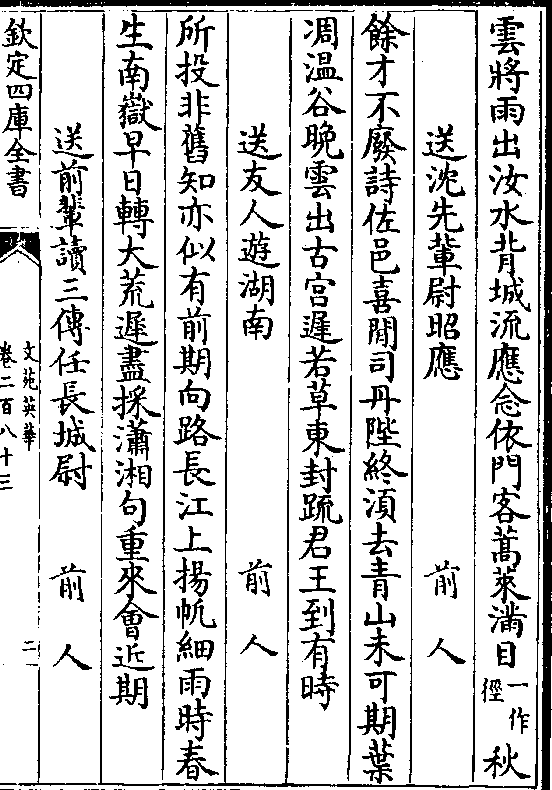 雲將雨出汝水背城流應念依門客蒿萊滿目一作徑秋
送沈先輩尉昭應　前人
餘才不廢詩佐邑喜聞司丹陛終湏去青山未可期葉
凋温谷晚雲出古宫遲若草東封疏君王到有時
送友人遊湖南　前人
所投非舊知亦似有前期向路長江上揚帆細雨時春
生南嶽早日轉大荒遲盡採瀟湘句重來會近期
送前輩讀三傳任長城尉　前人
欽定四庫全書
文苑英華
卷二百八十三
二